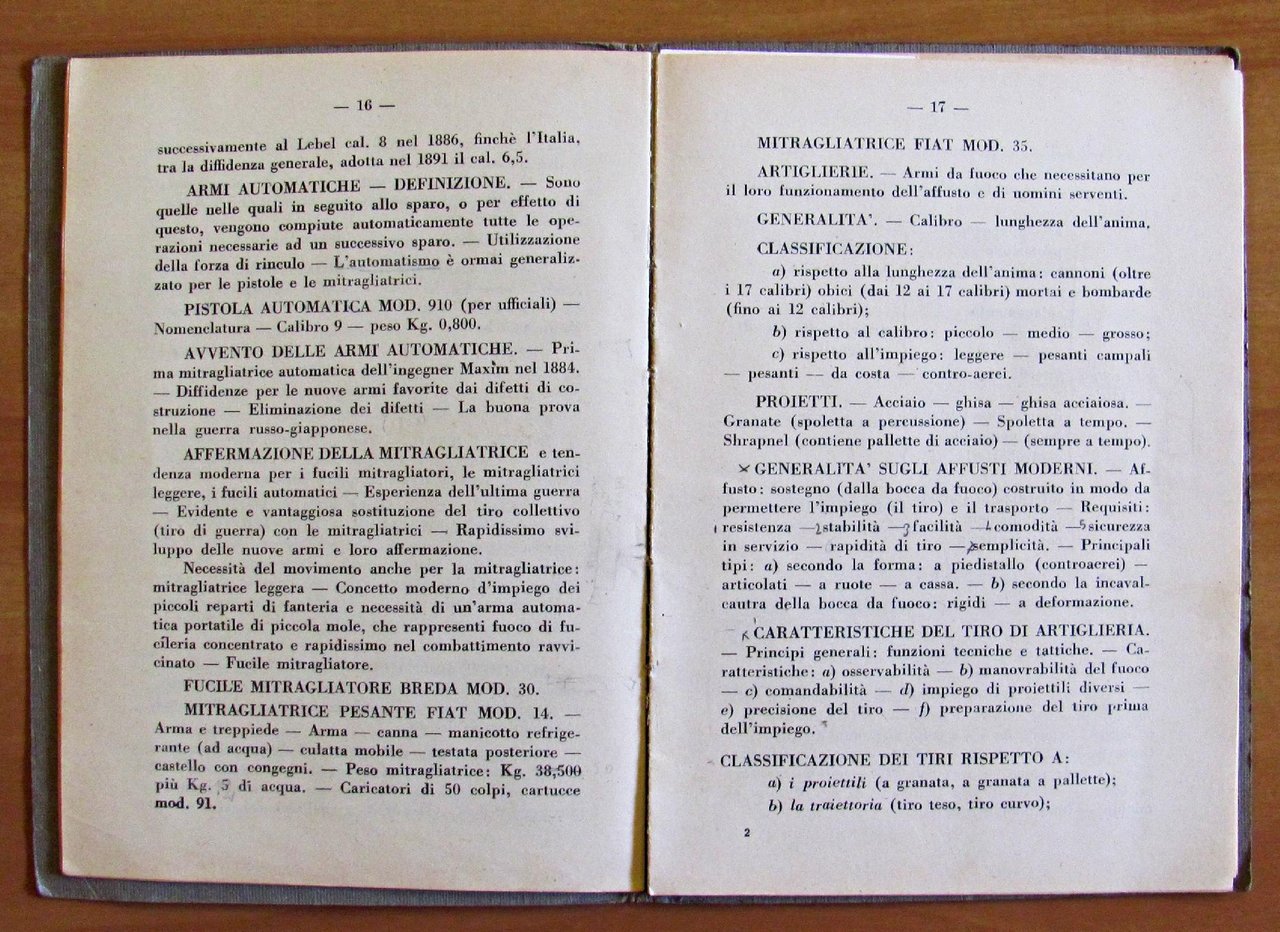 — 16 —
successivamente al Lebel cal. 8 nel 1886, finchè l'Italia,
tra la diffidenza generale, adotta nel 1891 il cal. 6,5.
ARMI AUTOMATICHE — DEFINIZIONE. — Sono
quelle nelle quali in seguito allo sparo, o per effetto di
questo, vengono compiute automaticamente tutte le ope-
razioni necessarie ad un successivo sparo. — Utilizzazione
della forza di rinculo — L'automatismo è ormai generaliz-
zato per le pistole e le mitragliatrici.
PISTOLA AUTOMATICA MOD. 910 (per ufficiali) —
Nomenclatura — Calibro 9 — peso Kg. 0,800.
AVVENTO DELLE ARMI AUTOMATICHE. — Pri-
ma mitragliatrice automatica dell'ingegner Maxim nel 1884.
— Diffidenze per le nuove armi favorite dai difetti di co-
struzione — Eliminazione dei difetti — La buona prova
nella guerra russo-giapponese.
AFFERMAZIONE DELLA MITRAGLIATRICE e ten-
denza moderna per i fucili mitragliatori, le mitragliatrici
leggere, i fucili automatici — Esperienza dell'ultima guerra
— Evidente e vantaggiosa sostituzione del tiro collettivo
(tiro di guerra) con le mitragliatrici — Rapidissimo svi-
luppo delle nuove armi e loro affermazione.
Necessità del movimento anche per la mitragliatrice:
mitragliatrice leggera — Concetto moderno d'impiego dei
piccoli reparti di fanteria e necessità di un'arma automa-
tica portatile di piccola mole, che rappresenti fuoco di fu-
cileria concentrato e rapidissimo nel combattimento ravvi-
cinato — Fucile mitragliatore.
FUCILE MITRAGLIATORE BREDA MOD. 30.
MITRAGLIATRICE PESANTE FIAT MOD. 14. —
Arma e treppiede — Arma — canna — manicotto refrige-
rante (ad acqua) — culatta mobile — testata posteriore —
castello con congegni. — Peso mitragliatrice: Kg. 38,500
più Kg. 5 di acqua. — Caricatori di 50 colpi, cartucce
mod. 91.
— 17 —
MITRAGLIATRICE FIAT MOD. 35.
ARTIGLIERIE. — Armi da fuoco che necessitano per
il loro funzionamento dell'affusto e di uomini serventi.
GENERALITA'. — Calibro — lunghezza dell'anima.
CLASSIFICAZIONE:
a) rispetto alla lunghezza dell'anima: cannoni (oltre
i 17 calibri) obici (dai 12 ai 17 calibri) mortai e bombarde
(fino ai 12 calibri);
b) rispetto al calibro: piccolo — medio — grosso;
c) rispetto all'impiego: leggere — pesanti campali
— pesanti — da costa — contro-aerei.
PROIETTI. — Acciaio — ghisa — ghisa acciaiosa. —
Granate (spoletta a percussione) — Spoletta a tempo. —
Shrapnel (contiene pallette di acciaio) — (sempre a tempo).
x GENERALITA' SUGLI AFFUSTI MODERNI. — Af-
fusto: sostegno (dalla bocca da fuoco) costruito in modo da
permettere l'impiego (il tiro) e il trasporto — Requisiti:
1 resistenza — 2 stabilità — 3 facilità — 4 comodità — 5 sicurezza
in servizio — rapidità di tiro — semplicità. — Principali
tipi: a) secondo la forma: a piedistallo (controaerei) —
articolati — a ruote — a cassa. — b) secondo la incaval-
cautra della bocca da fuoco: rigidi — a deformazione.
CARATTERISTICHE DEL TIRO DI ARTIGLIERIA.
— Principi generali: funzioni tecniche e tattiche. — Ca-
ratteristiche: a) osservabilità — b) manovrabilità del fuoco
— c) comandabilità — d) impiego di proiettili diversi —
e) precisione del tiro — f) preparazione del tiro prima
dell'impiego.
CLASSIFICAZIONE DEI TIRI RISPETTO A:
a) i proiettili (a granata, a granata a pallette);
b) la traiettoria (tiro teso, tiro curvo);
2